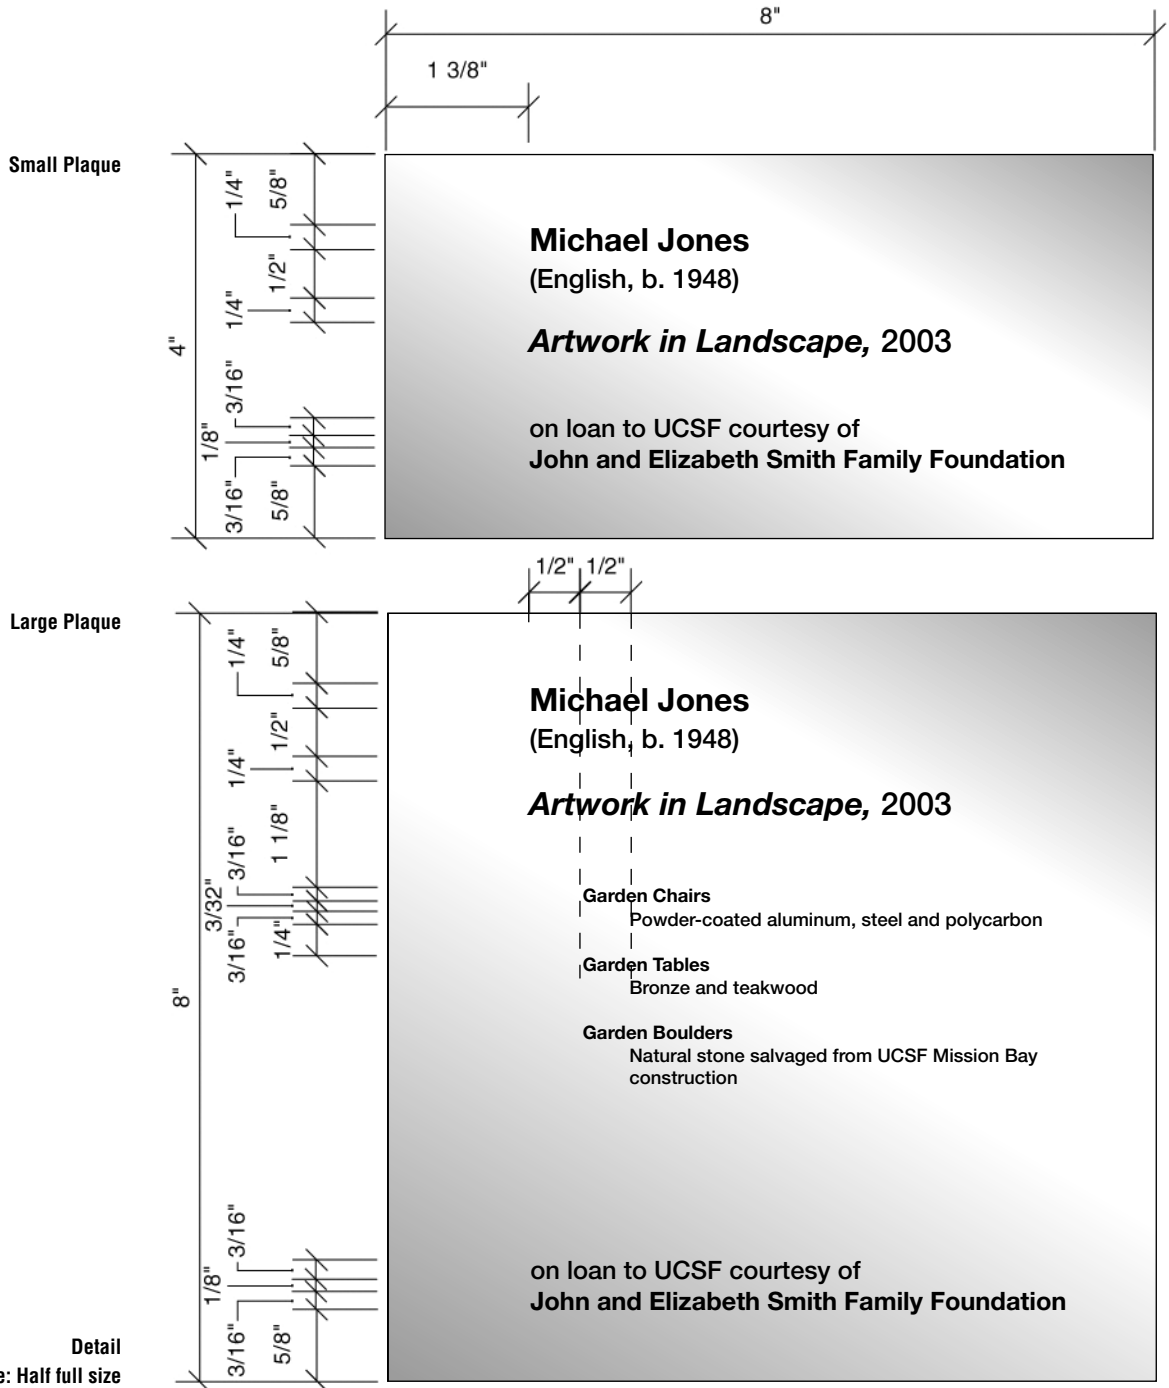 8"
1 3/8"
Small Plaque
4"
1/4"
5/8"
1/2"
1/4"
3/16"
1/8"
3/16"
5/8"
Michael Jones
(English, b. 1948)
Artwork in Landscape, 2003
on loan to UCSF courtesy of
John and Elizabeth Smith Family Foundation
1/2" 1/2"
Large Plaque
8"
1/4"
5/8"
1/2"
1/4"
1 1/8"
3/16"
3/32"
3/16"
1/4"
Michael Jones
(English, b. 1948)
Artwork in Landscape, 2003
Garden Chairs
Powder-coated aluminum, steel and polycarbon
Garden Tables
Bronze and teakwood
Garden Boulders
Natural stone salvaged from UCSF Mission Bay
construction
3/16"
1/8"
3/16"
5/8"
on loan to UCSF courtesy of
John and Elizabeth Smith Family Foundation
Detail
e: Half full size